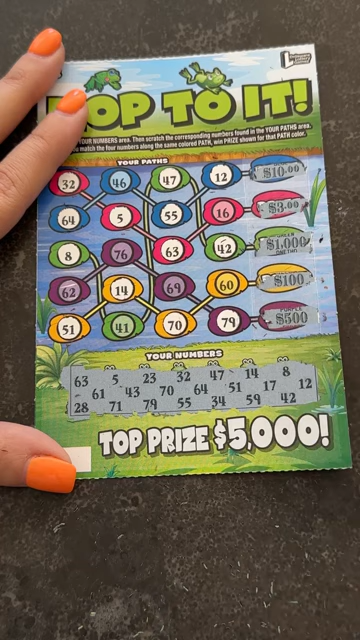 HOP TO IT!
YOUR NUMBERS area. Then scratch the corresponding numbers found in the YOUR PATHS area.
match the four numbers along the same colored PATH, win PRIZE shown for that PATH color.
YOUR PATHS
32 46 47 12 $10.00
64 5 55 16 $3.00
8 76 63 42 $1,000
62 14 69 60 $100
PURPLE
51 41 70 79 $500
YOUR NUMBERS
63 5 23 32 47 14 8
61 43 70 64 51 17 12
28 71 79 55 34 59 42
TOP PRIZE $5,000!